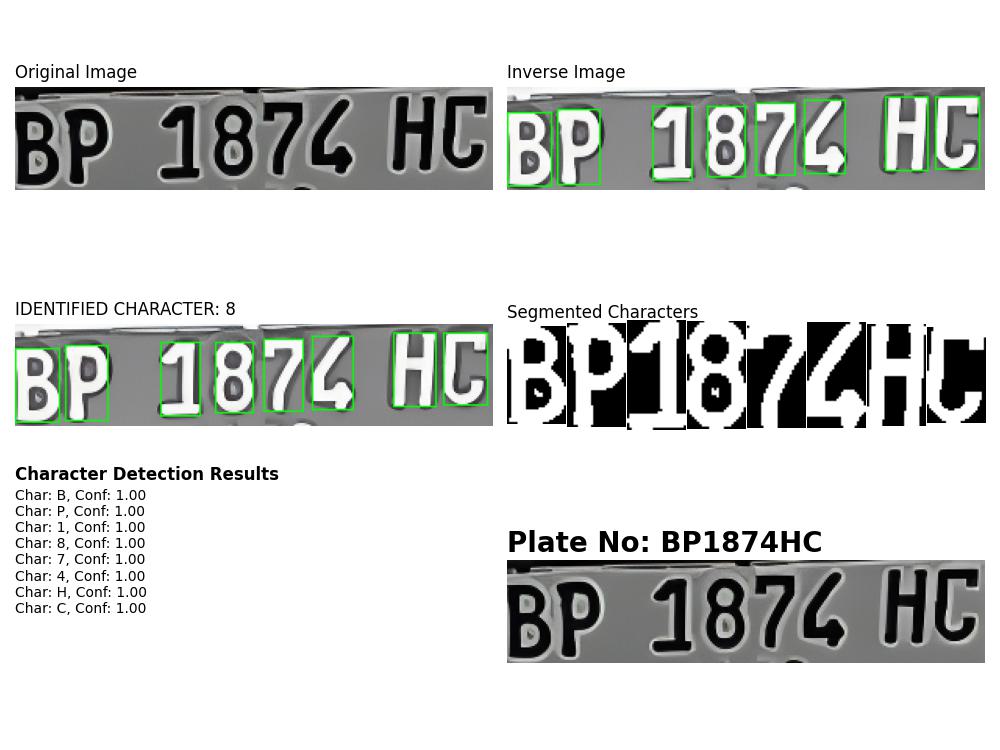 Original Image
BP 1874 HC
Inverse Image
BP 1874 HC
IDENTIFIED CHARACTER: 8
BP 1874 HC
Segmented Characters
BP1874HC
Character Detection Results
Char: B, Conf: 1.00
Char: P, Conf: 1.00
Char: 1, Conf: 1.00
Char: 8, Conf: 1.00
Char: 7, Conf: 1.00
Char: 4, Conf: 1.00
Char: H, Conf: 1.00
Char: C, Conf: 1.00
Plate No: BP1874HC
BP 1874 HC